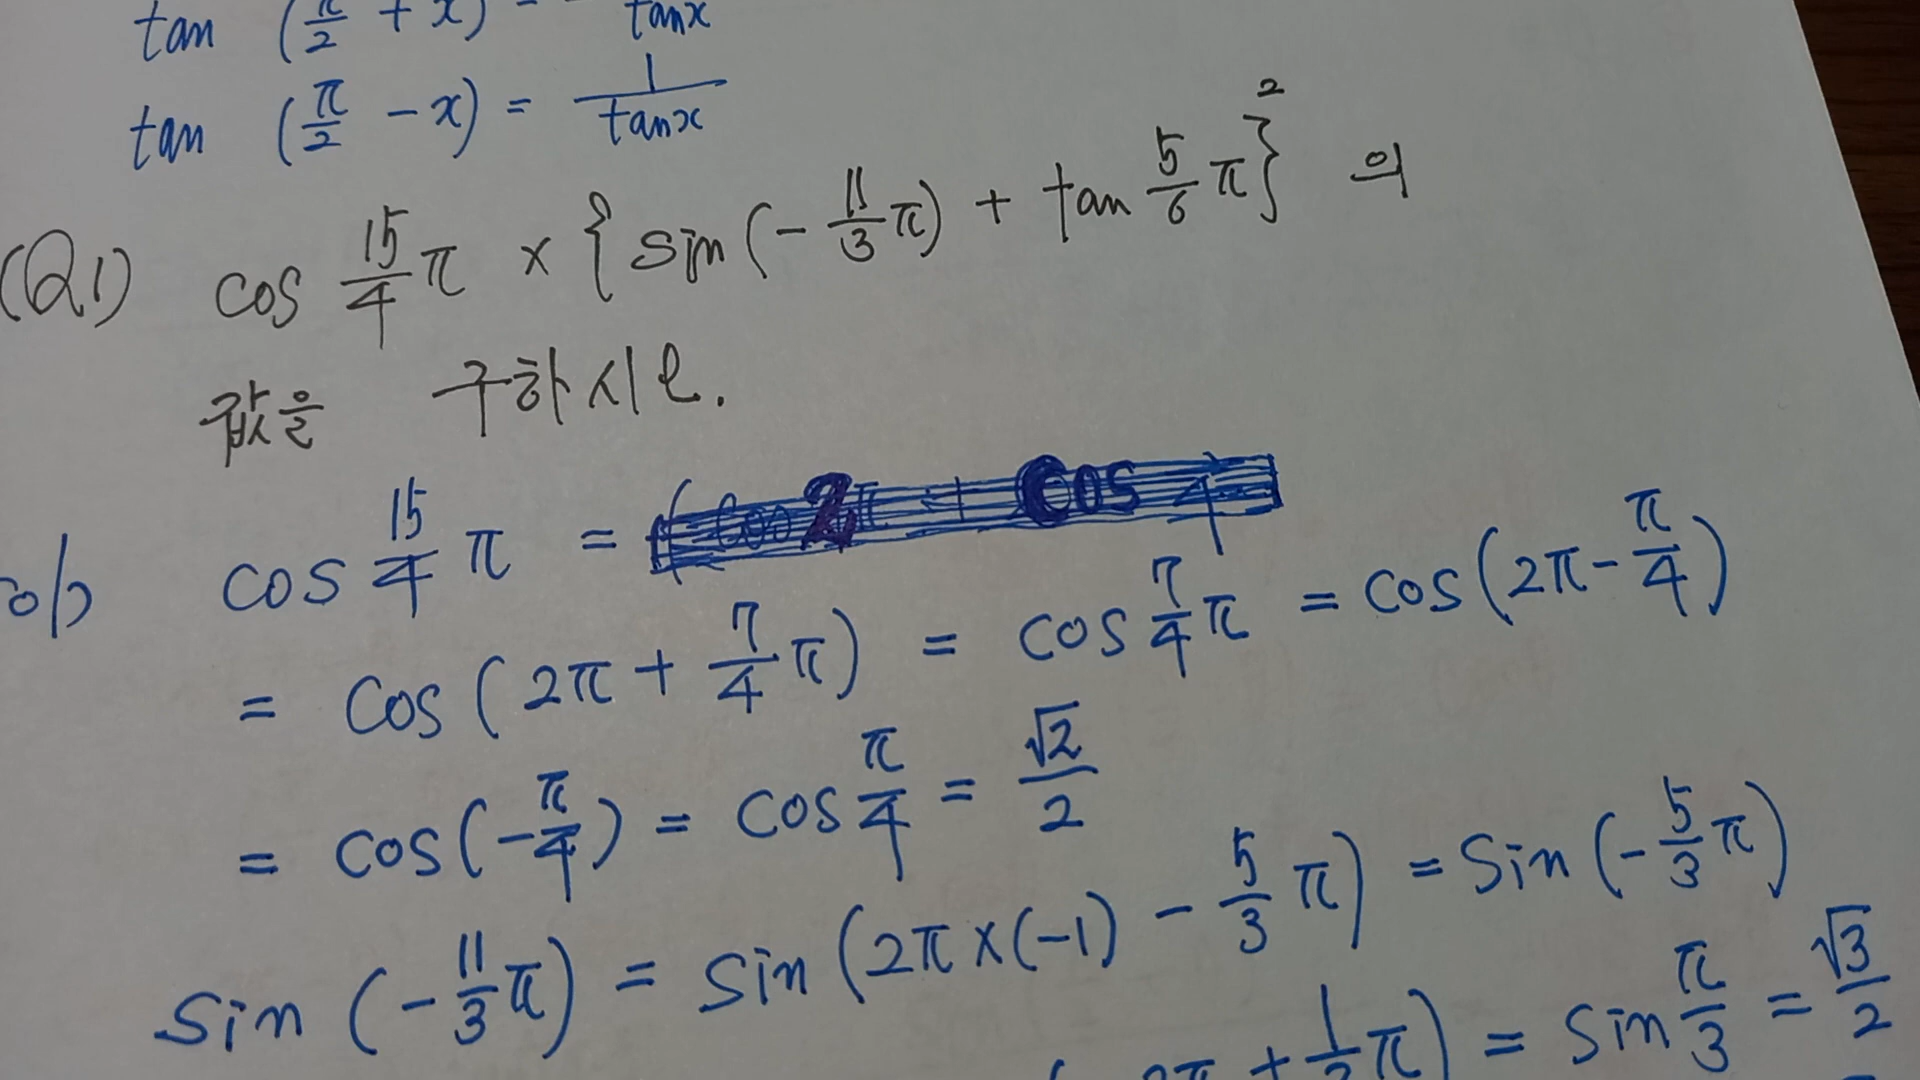 tan (π/2 + x) = - 1/tanx
tan (π/2 - x) = 1/tanx
(Q1) cos 15/4 π × {sin(-11/3 π) + tan 5/6 π}² 의
값을 구하시오.
cos 15/4 π =
= cos(2π + 7/4 π) = cos 7/4 π = cos(2π - π/4)
= cos(-π/4) = cos π/4 = √2/2
sin(-11/3 π) = sin(2π×(-1) - 5/3 π) = sin(-5/3 π)
2π + 1/3 π) = sin π/3 = √3/2